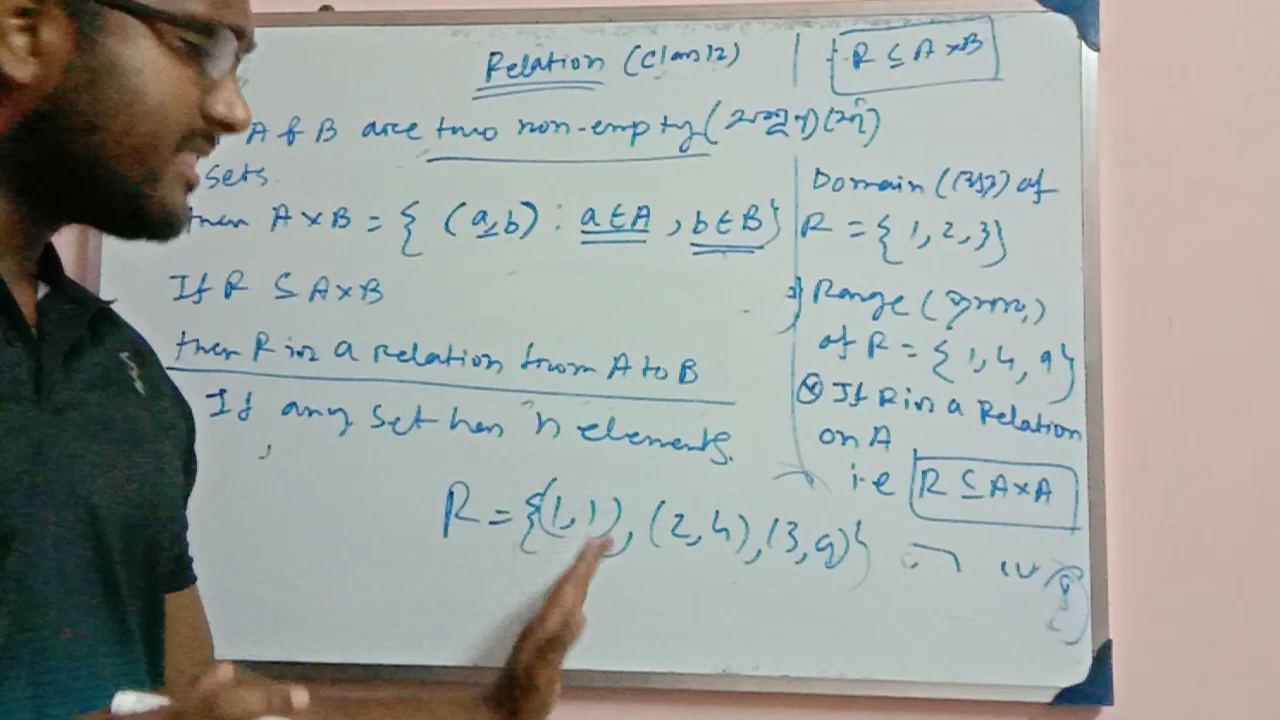 Relation (Class 12)
A & B are two non-empty
sets
then A×B = { (a,b) : a∈A , b∈B}
If R ⊆ A×B
then R is a relation from A to B
If any set has n elements
,
R = {(1,1), (2,4), (3,9)}
R ⊆ A×B
Domain of
R = {1,2,3}
Range
of R = {1,4,9}
If R is a Relation
on A
i.e R ⊆ A×A